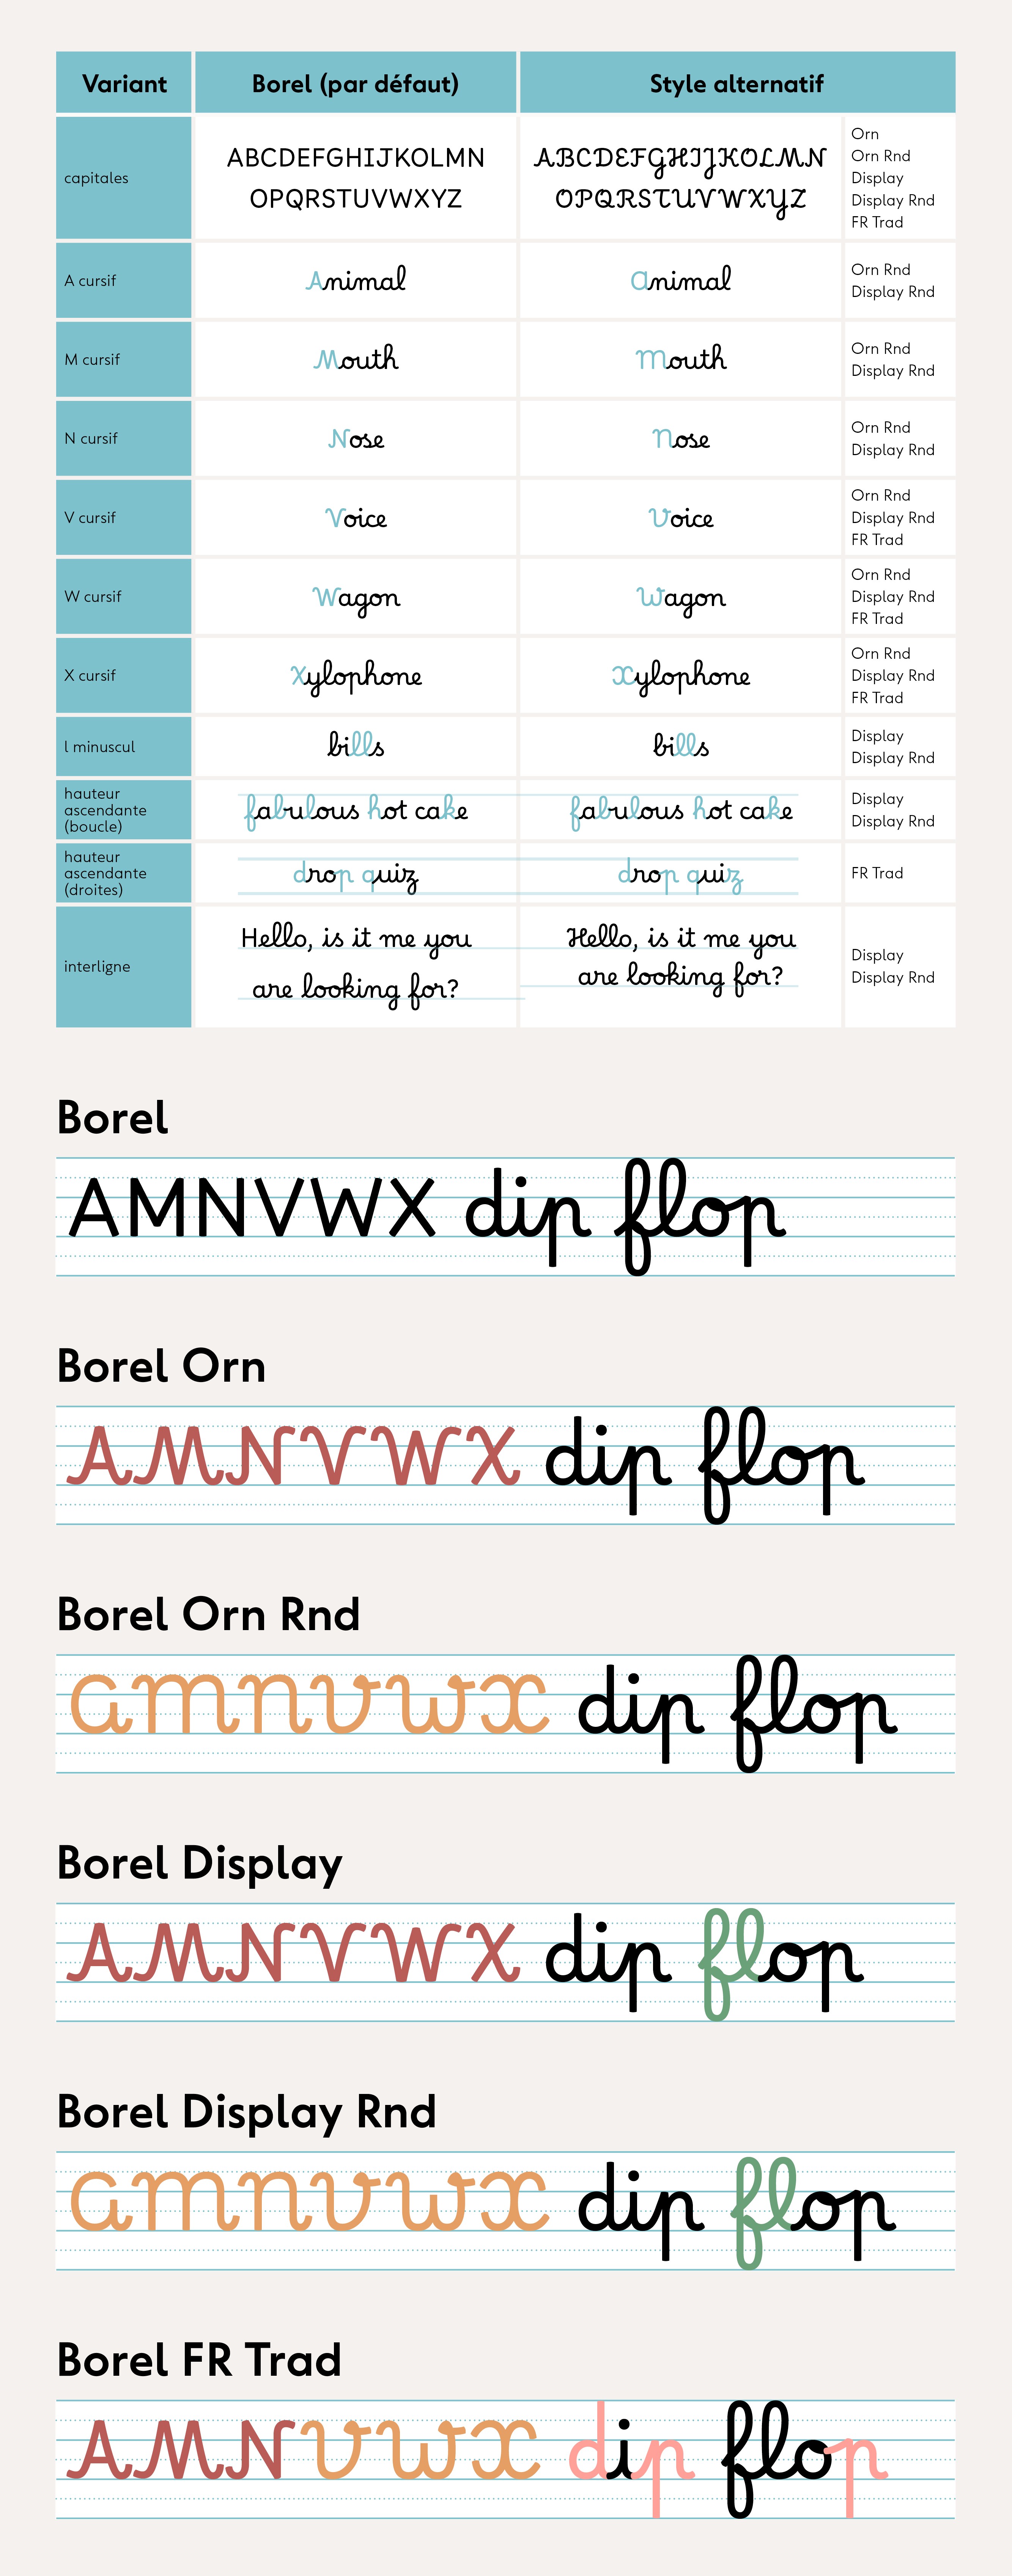 Variant Borel (par défaut) Style alternatif
capitales
ABCDEFGHIJKOLMN
OPQRSTUVWXYZ
ABCDEFGHIJKOLMN
OPQRSTUVWXYZ
Orn
Orn Rnd
Display
Display Rnd
FR Trad
A cursif
Animal
Animal
Orn Rnd
Display Rnd
M cursif
Mouth
Mouth
Orn Rnd
Display Rnd
N cursif
Nose
Nose
Orn Rnd
Display Rnd
V cursif
Voice
Voice
Orn Rnd
Display Rnd
FR Trad
W cursif
Wagon
Wagon
Orn Rnd
Display Rnd
FR Trad
X cursif
Xylophone
Xylophone
Orn Rnd
Display Rnd
FR Trad
l minuscul
bills
bills
Display
Display Rnd
hauteur
ascendante
(boucle)
fabulous hot cake
fabulous hot cake
Display
Display Rnd
hauteur
ascendante
(droites)
drop quiz
drop quiz
FR Trad
interligne
Hello, is it me you
are looking for?
Hello, is it me you
are looking for?
Display
Display Rnd
Borel
AMNVWX dip flop
Borel Orn
AMNVWX dip flop
Borel Orn Rnd
AMNVWX dip flop
Borel Display
AMNVWX dip flop
Borel Display Rnd
AMNVWX dip flop
Borel FR Trad
AMNVWX dip flop